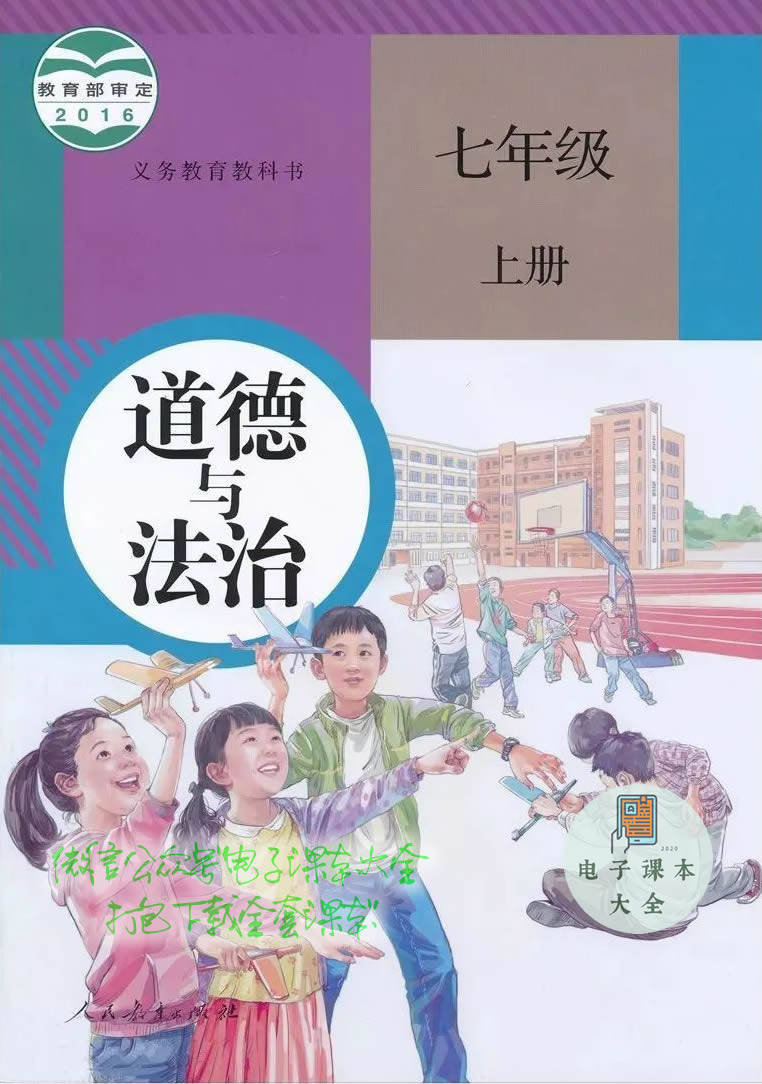 教育部审定
2016
义务教育教科书
七年级
上册
道德
与
法治
微信公众号电子课本大全
打包下载全套课本
2020
电子课本
大全
人民教育出版社